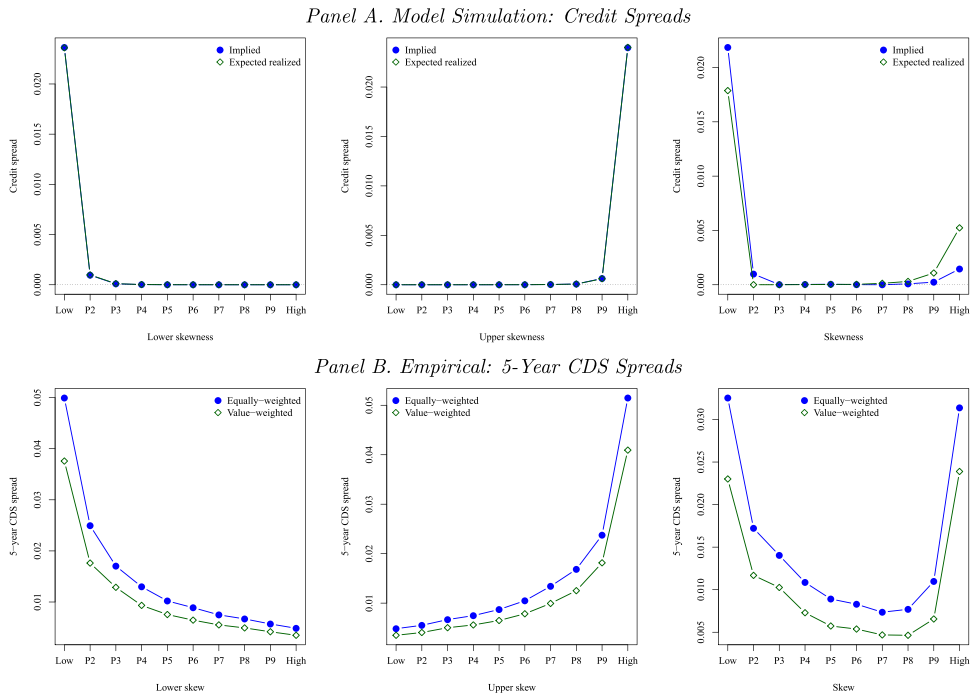 Panel A. Model Simulation: Credit Spreads
Implied
Expected realized
Credit spread
0.020
0.015
0.010
0.005
0.000
Low P2 P3 P4 P5 P6 P7 P8 P9 High
Lower skewness
Implied
Expected realized
Credit spread
0.020
0.015
0.010
0.005
0.000
Low P2 P3 P4 P5 P6 P7 P8 P9 High
Upper skewness
Implied
Expected realized
Credit spread
0.020
0.015
0.010
0.005
0.000
Low P2 P3 P4 P5 P6 P7 P8 P9 High
Skewness
Panel B. Empirical: 5-Year CDS Spreads
Equally−weighted
Value−weighted
5−year CDS spread
0.05
0.04
0.03
0.02
0.01
Low P2 P3 P4 P5 P6 P7 P8 P9 High
Lower skew
Equally−weighted
Value−weighted
5−year CDS spread
0.05
0.04
0.03
0.02
0.01
Low P2 P3 P4 P5 P6 P7 P8 P9 High
Upper skew
Equally−weighted
Value−weighted
5−year CDS spread
0.030
0.025
0.020
0.015
0.010
0.005
Low P2 P3 P4 P5 P6 P7 P8 P9 High
Skew